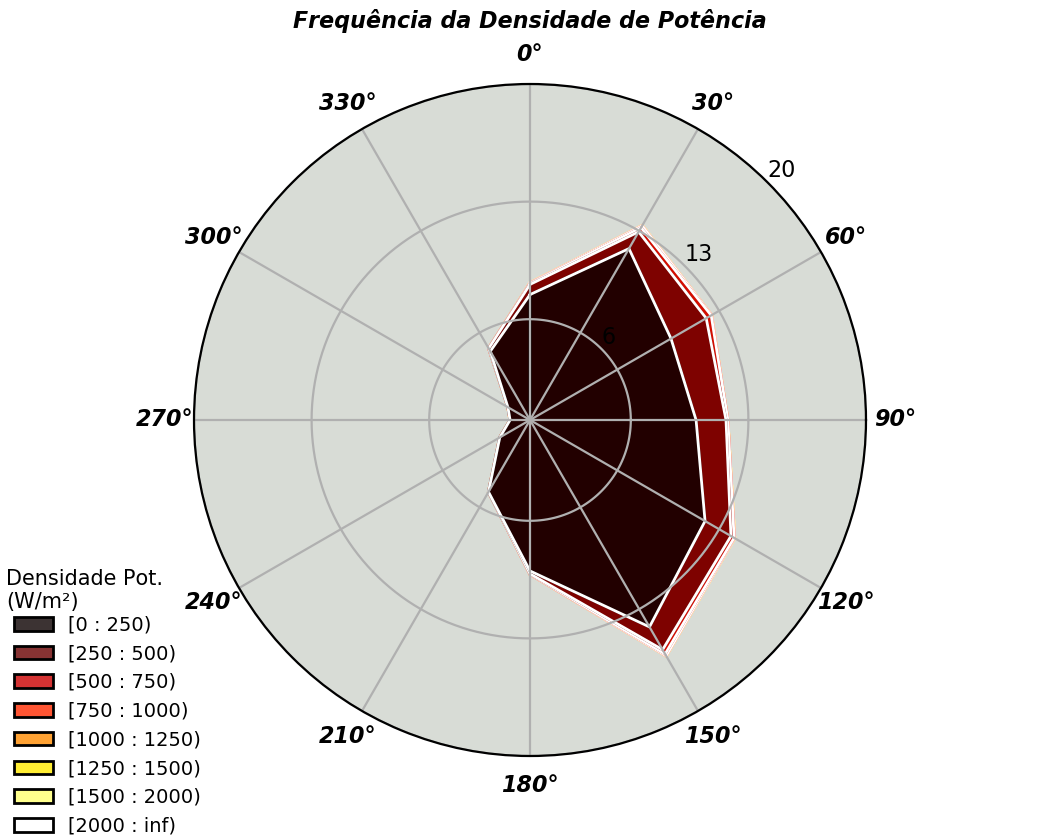 Frequência da Densidade de Potência
0°
330°
30°
20
300°
60°
13
6
270°
90°
240°
120°
210°
150°
180°
Densidade Pot.
(W/m²)
[0 : 250)
[250 : 500)
[500 : 750)
[750 : 1000)
[1000 : 1250)
[1250 : 1500)
[1500 : 2000)
[2000 : inf)